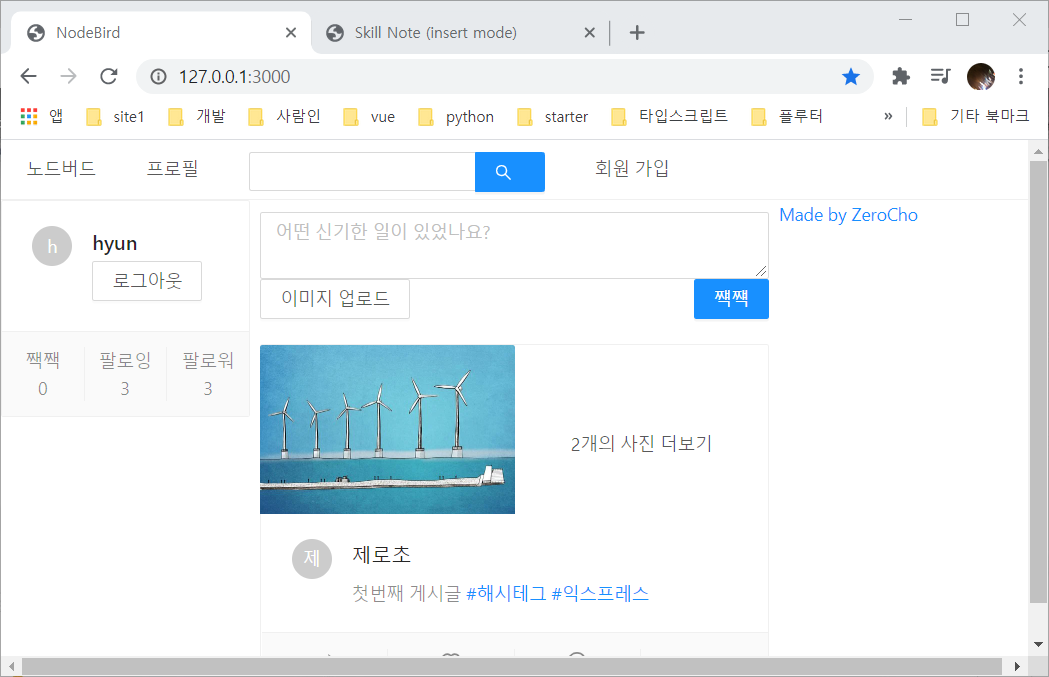 NodeBird
Skill Note (insert mode)
127.0.0.1:3000
앱 site1 개발 사람인 vue python starter 타입스크립트 플루터 » 기타 북마크
노드버드 프로필 회원 가입
h hyun
로그아웃
짹짹 팔로잉 팔로워
0 3 3
어떤 신기한 일이 있었나요?
이미지 업로드 짹짹
Made by ZeroCho
2개의 사진 더보기
제 제로초
첫번째 게시글 #해시테그 #익스프레스